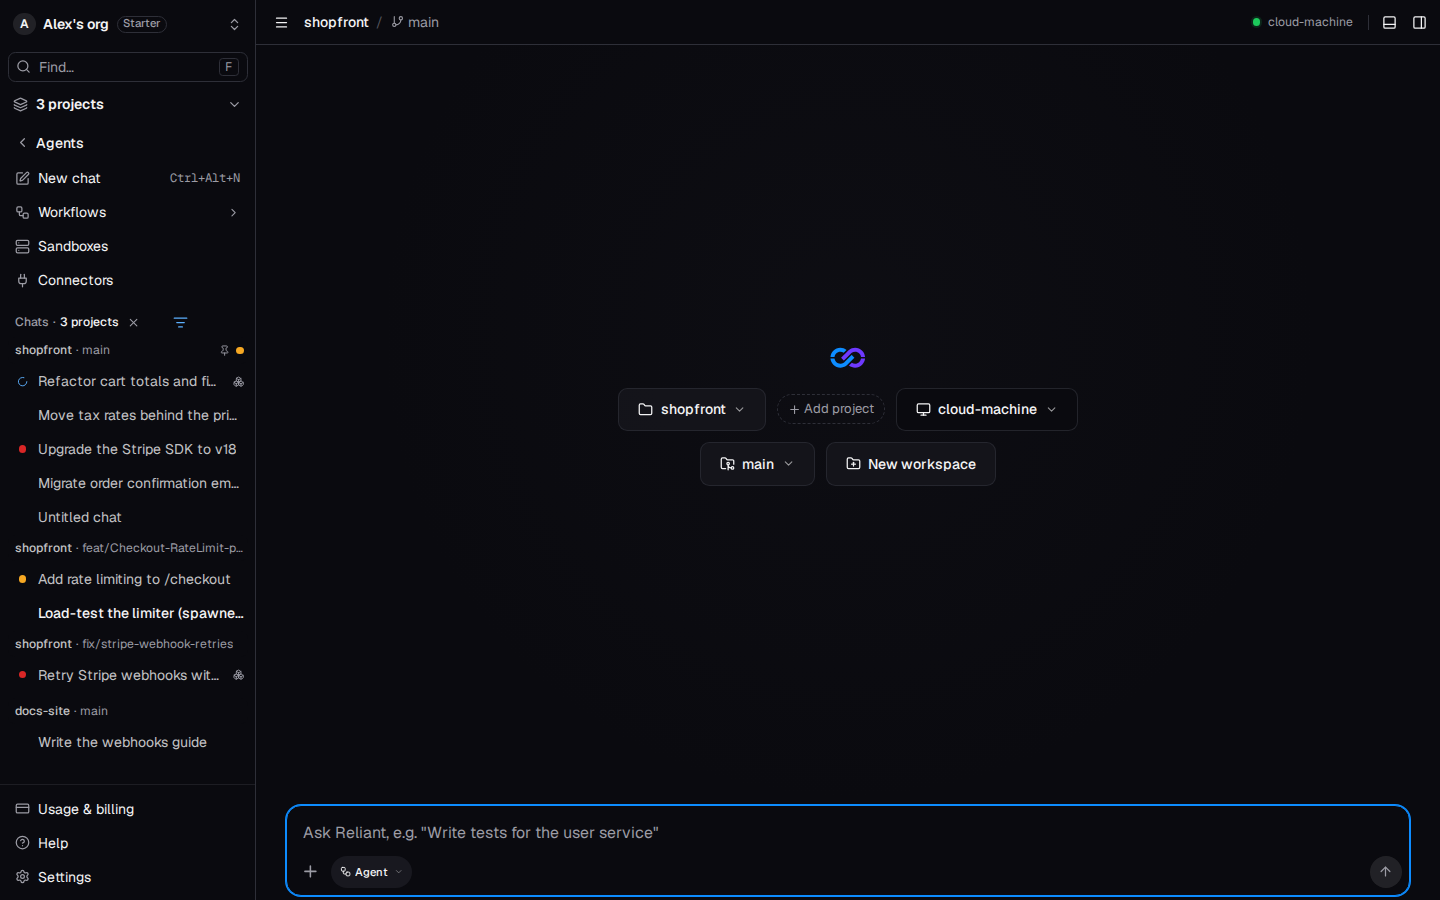 A Alex's org Starter
Find... F
3 projects
Agents
New chat Ctrl+Alt+N
Workflows
Sandboxes
Connectors
Chats · 3 projects
shopfront · main
Refactor cart totals and fi...
Move tax rates behind the pri...
Upgrade the Stripe SDK to v18
Migrate order confirmation em...
Untitled chat
shopfront · feat/Checkout-RateLimit-p...
Add rate limiting to /checkout
Load-test the limiter (spawne...
shopfront · fix/stripe-webhook-retries
Retry Stripe webhooks wit...
docs-site · main
Write the webhooks guide
Usage & billing
Help
Settings
shopfront / main
cloud-machine
shopfront
Add project
cloud-machine
main
New workspace
Ask Reliant, e.g. "Write tests for the user service"
Agent